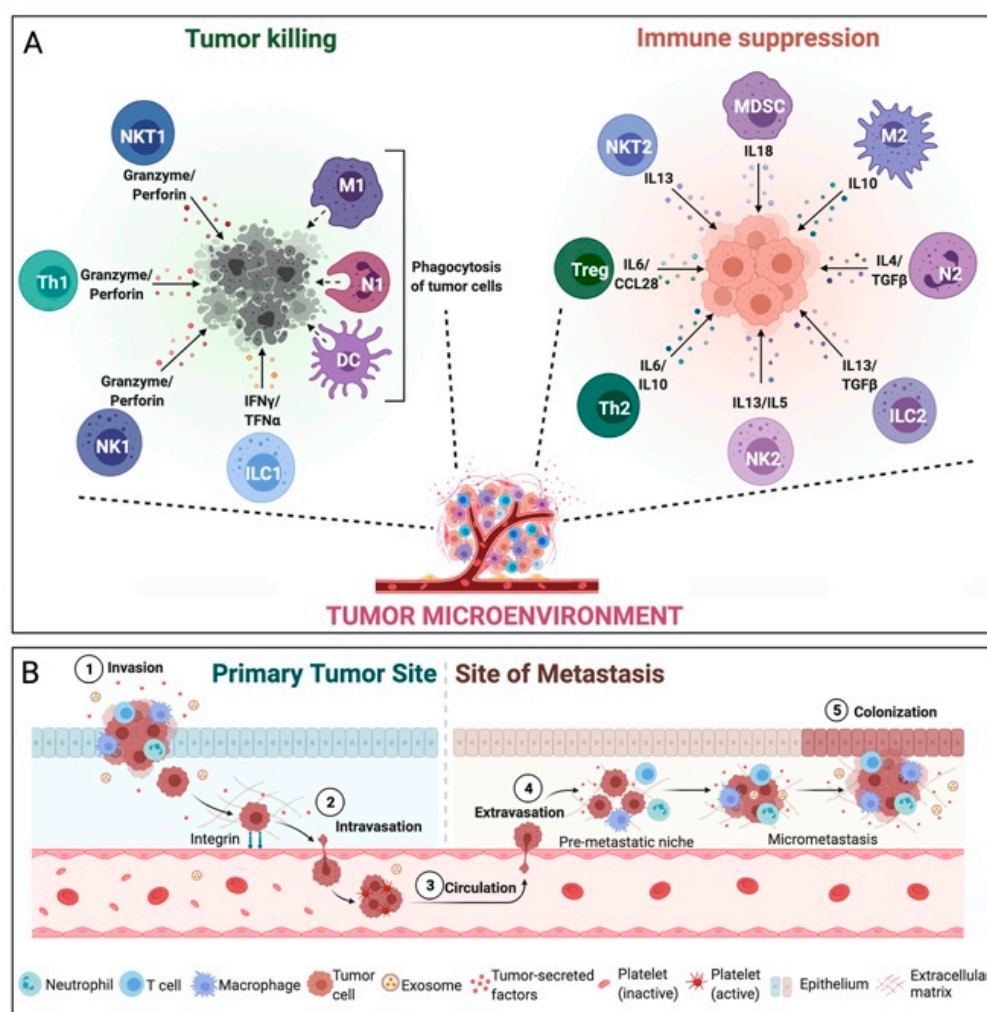 A
Tumor killing
Immune suppression
NKT1
Granzyme/
Perforin
Th1
Granzyme/
Perforin
NK1
Granzyme/
Perforin
ILC1
IFNγ/
TFNα
M1
N1
DC
Phagocytosis
of tumor cells
MDSC
IL18
NKT2
IL13
M2
IL10
Treg
IL6/
CCL28
N2
IL4/
TGFβ
Th2
IL6/
IL10
NK2
IL13/IL5
ILC2
IL13/
TGFβ
TUMOR MICROENVIRONMENT
B
1 Invasion
Primary Tumor Site
Site of Metastasis
5 Colonization
2
Intravasation
Integrin
3 Circulation
4
Extravasation
Pre-metastatic niche
Micrometastasis
Neutrophil
T cell
Macrophage
Tumor
cell
Exosome
Tumor-secreted
factors
Platelet
(inactive)
Platelet
(active)
Epithelium
Extracellular
matrix